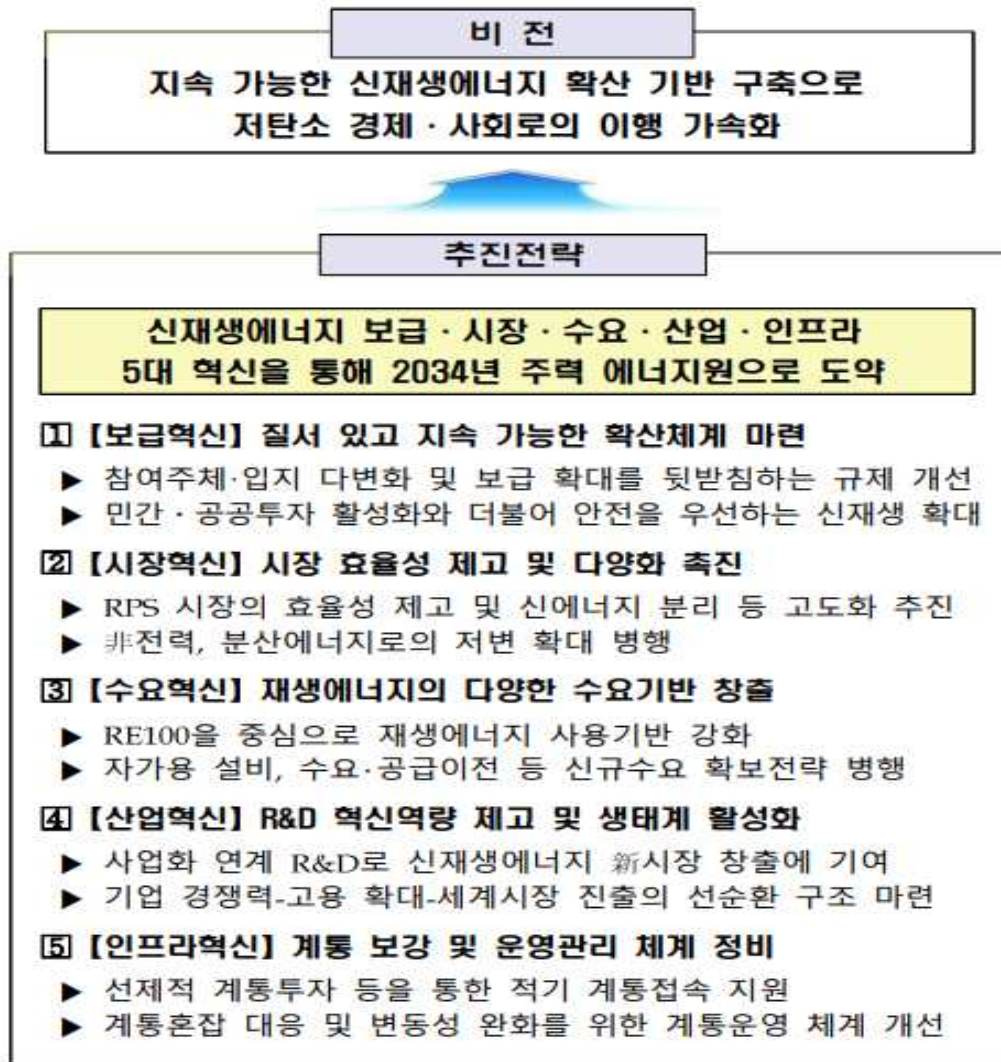 비 전
지속 가능한 신재생에너지 확산 기반 구축으로
저탄소 경제 · 사회로의 이행 가속화
추진전략
신재생에너지 보급 · 시장 · 수요 · 산업 · 인프라
5대 혁신을 통해 2034년 주력 에너지원으로 도약
1 【보급혁신】 질서 있고 지속 가능한 확산체계 마련
▶ 참여주체·입지 다변화 및 보급 확대를 뒷받침하는 규제 개선
▶ 민간 · 공공투자 활성화와 더불어 안전을 우선하는 신재생 확대
2 【시장혁신】 시장 효율성 제고 및 다양화 촉진
▶ RPS 시장의 효율성 제고 및 신에너지 분리 등 고도화 추진
▶ 非전력, 분산에너지로의 저변 확대 병행
3 【수요혁신】 재생에너지의 다양한 수요기반 창출
▶ RE100을 중심으로 재생에너지 사용기반 강화
▶ 자가용 설비, 수요·공급이전 등 신규수요 확보전략 병행
4 【산업혁신】 R&D 혁신역량 제고 및 생태계 활성화
▶ 사업화 연계 R&D로 신재생에너지 新시장 창출에 기여
▶ 기업 경쟁력-고용 확대-세계시장 진출의 선순환 구조 마련
5 【인프라혁신】 계통 보강 및 운영관리 체계 정비
▶ 선제적 계통투자 등을 통한 적기 계통접속 지원
▶ 계통혼잡 대응 및 변동성 완화를 위한 계통운영 체계 개선